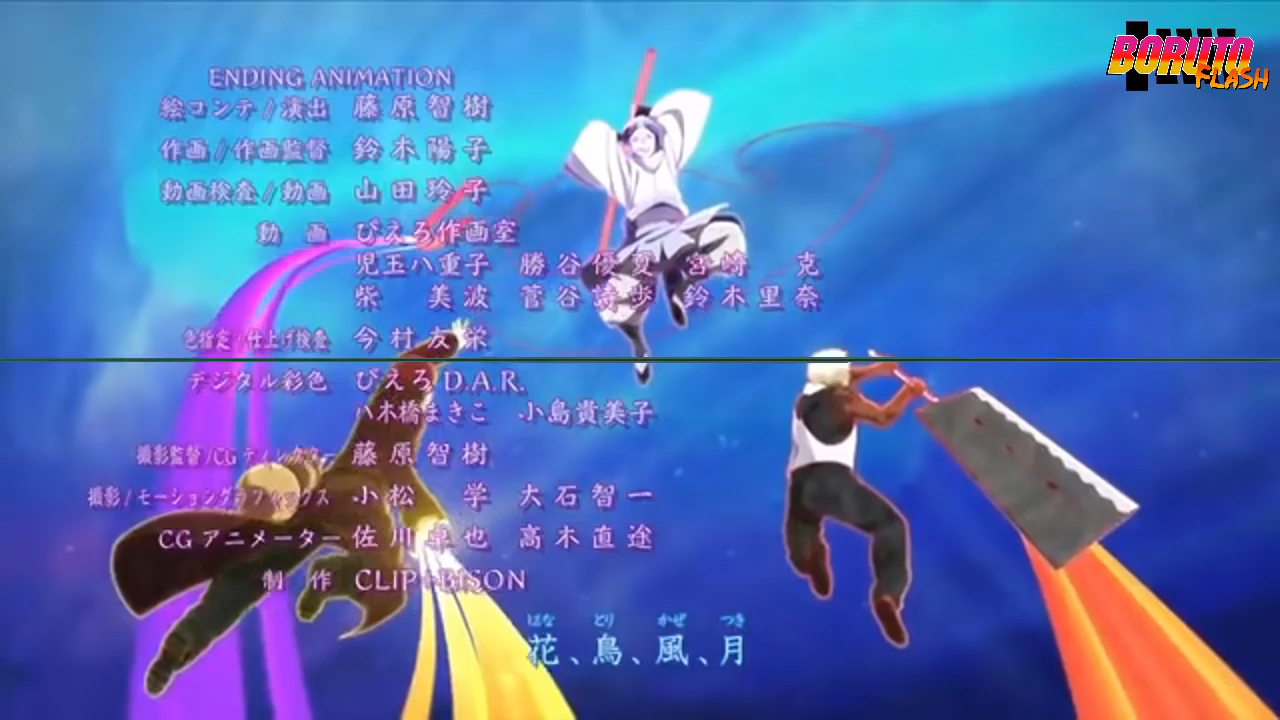 BORUTO
FLASH
ENDING ANIMATION
絵コンテ/演出 藤原智樹
作画/作画監督 鈴木陽子
動画検査/動画 山田玲子
動 画 ぴえろ作画室
児玉八重子 勝谷優夏 宮崎 克
柴 美波 菅谷詩歩 鈴木里奈
色指定/仕上げ検査 今村友栄
デジタル彩色 ぴえろD.A.R.
八木橋まきこ 小島貴美子
撮影監督/CGディレクター 藤原智樹
撮影/モーショングラフィックス 小松 学 大石智一
CGアニメーター 佐川卓也 高木直途
制 作 CLIP+BISON
はな とり かぜ つき
花、鳥、風、月